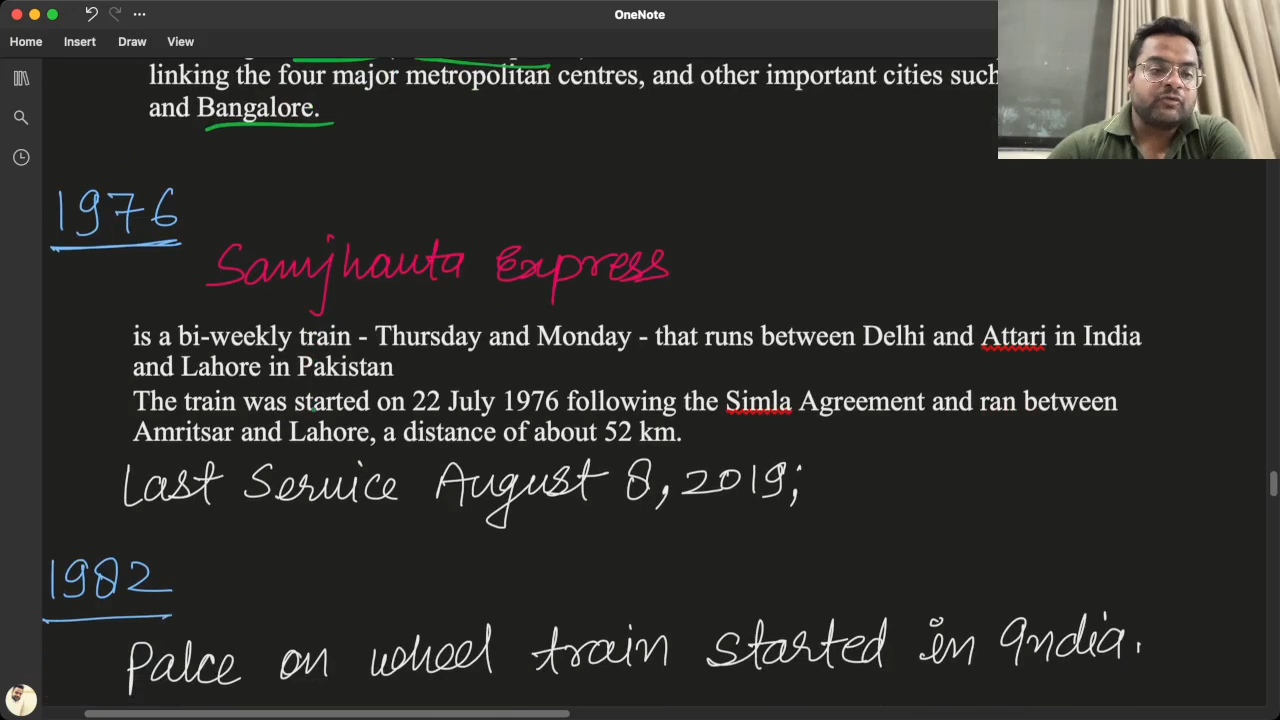 OneNote
Home Insert Draw View
linking the four major metropolitan centres, and other important cities such
and Bangalore.
1976
Samjhauta Express
is a bi-weekly train - Thursday and Monday - that runs between Delhi and Attari in India
and Lahore in Pakistan
The train was started on 22 July 1976 following the Simla Agreement and ran between
Amritsar and Lahore, a distance of about 52 km.
Last Service August 8, 2019;
1982
Palce on wheel train started in India.